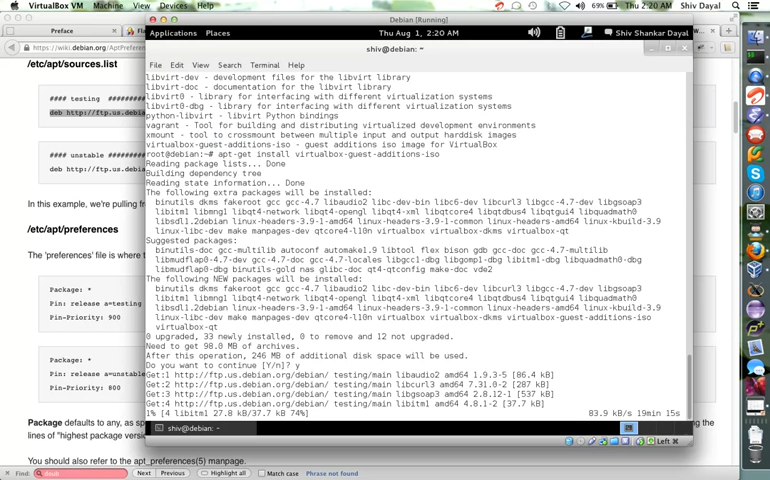 VirtualBox VM Machine View Devices Help
69% Thu 2:20 AM Shiv Dayal
Preface
https://wiki.debian.org/AptPreferen
/etc/apt/sources.list
#### testing
deb http://ftp.us.debia
#### unstable
deb http://ftp.us.debia
In this example, we're pulling fr
/etc/apt/preferences
The 'preferences' file is where t
Package: *
Pin: release a=testing
Pin-Priority: 900
Package: *
Pin: release a=unstable
Pin-Priority: 800
Package defaults to any, as sp
lines of "highest package versi
ng the
You should also refer to the apt_preferences(5) manpage.
Find: deub Next Previous Highlight all Match case Phrase not found
Debian [Running]
Applications Places Thu Aug 1, 2:20 AM Shiv Shankar Dayal
shiv@debian: ~
File Edit View Search Terminal Help
libvirt-dev - development files for the libvirt library
libvirt-doc - documentation for the libvirt library
libvirt0 - library for interfacing with different virtualization systems
libvirt0-dbg - library for interfacing with different virtualization systems
python-libvirt - libvirt Python bindings
vagrant - Tool for building and distributing virtualized development environments
xmount - tool to crossmount between multiple input and output harddisk images
virtualbox-guest-additions-iso - guest additions iso image for VirtualBox
root@debian:~# apt-get install virtualbox-guest-additions-iso
Reading package lists... Done
Building dependency tree
Reading state information... Done
The following extra packages will be installed:
binutils dkms fakeroot gcc gcc-4.7 libaudio2 libc-dev-bin libc6-dev libcurl3 libgcc-4.7-dev libgsoap3
libitm1 libmng1 libqt4-network libqt4-opengl libqt4-xml libqtcore4 libqtdbus4 libqtgui4 libquadmath0
libsdl1.2debian linux-headers-3.9-1-amd64 linux-headers-3.9-1-common linux-kbuild-3.9
linux-libc-dev make manpages-dev qtcore4-l10n virtualbox virtualbox-dkms virtualbox-qt
Suggested packages:
binutils-doc gcc-multilib autoconf automake1.9 libtool flex bison gdb gcc-doc gcc-4.7-multilib
libmudflap0-4.7-dev gcc-4.7-doc gcc-4.7-locales libgcc1-dbg libgomp1-dbg libitm1-dbg libquadmath0-dbg
libmudflap0-dbg binutils-gold nas glibc-doc qt4-qtconfig make-doc vde2
The following NEW packages will be installed:
binutils dkms fakeroot gcc gcc-4.7 libaudio2 libc-dev-bin libc6-dev libcurl3 libgcc-4.7-dev libgsoap3
libitm1 libmng1 libqt4-network libqt4-opengl libqt4-xml libqtcore4 libqtdbus4 libqtgui4 libquadmath0
libsdl1.2debian linux-headers-3.9-1-amd64 linux-headers-3.9-1-common linux-kbuild-3.9
linux-libc-dev make manpages-dev qtcore4-l10n virtualbox virtualbox-dkms virtualbox-guest-additions-iso
virtualbox-qt
0 upgraded, 33 newly installed, 0 to remove and 12 not upgraded.
Need to get 98.0 MB of archives.
After this operation, 246 MB of additional disk space will be used.
Do you want to continue [Y/n]? y
Get:1 http://ftp.us.debian.org/debian/ testing/main libaudio2 amd64 1.9.3-5 [86.4 kB]
Get:2 http://ftp.us.debian.org/debian/ testing/main libcurl3 amd64 7.31.0-2 [287 kB]
Get:3 http://ftp.us.debian.org/debian/ testing/main libgsoap3 amd64 2.8.12-1 [537 kB]
Get:4 http://ftp.us.debian.org/debian/ testing/main libitm1 amd64 4.8.1-2 [37.7 kB]
1% [4 libitm1 27.8 kB/37.7 kB 74%] 83.9 kB/s 19min 15s
shiv@debian: ~
Left ⌘